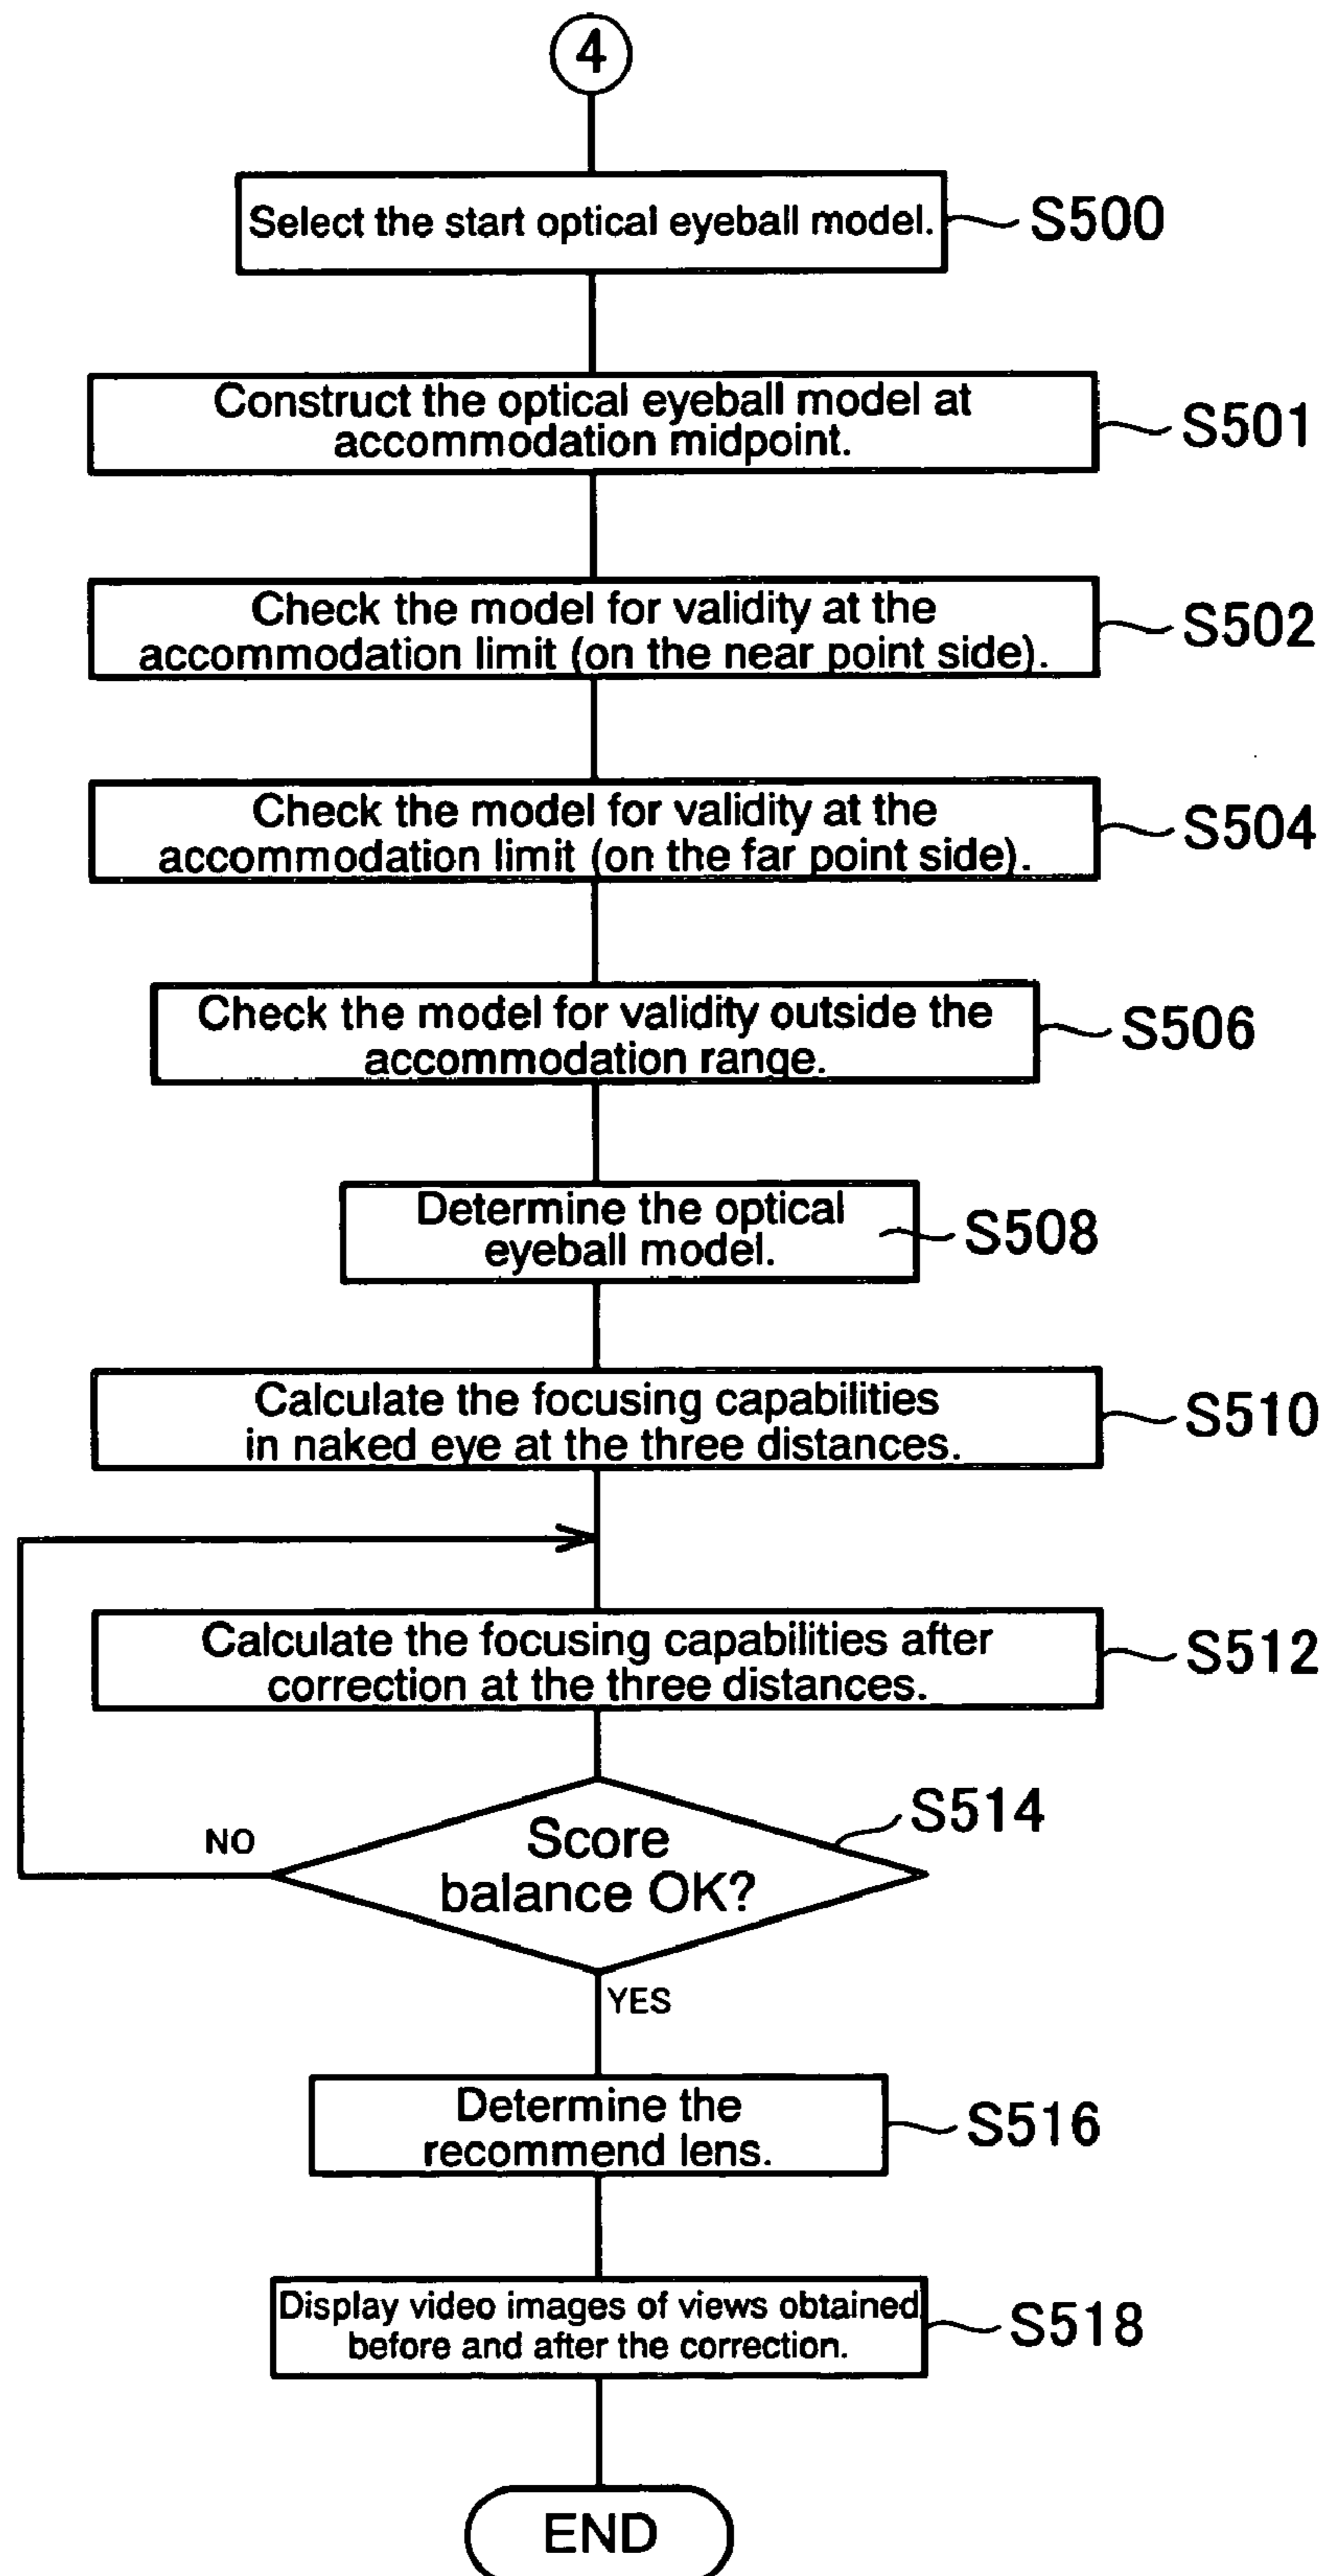 4
Select the start optical eyeball model.
S500
Construct the optical eyeball model at
accommodation midpoint.
S501
Check the model for validity at the
accommodation limit (on the near point side).
S502
Check the model for validity at the
accommodation limit (on the far point side).
S504
Check the model for validity outside the
accommodation range.
S506
Determine the optical
eyeball model.
S508
Calculate the focusing capabilities
in naked eye at the three distances.
S510
Calculate the focusing capabilities after
correction at the three distances.
S512
Score
balance OK?
S514
NO
YES
Determine the
recommend lens.
S516
Display video images of views obtained
before and after the correction.
S518
END